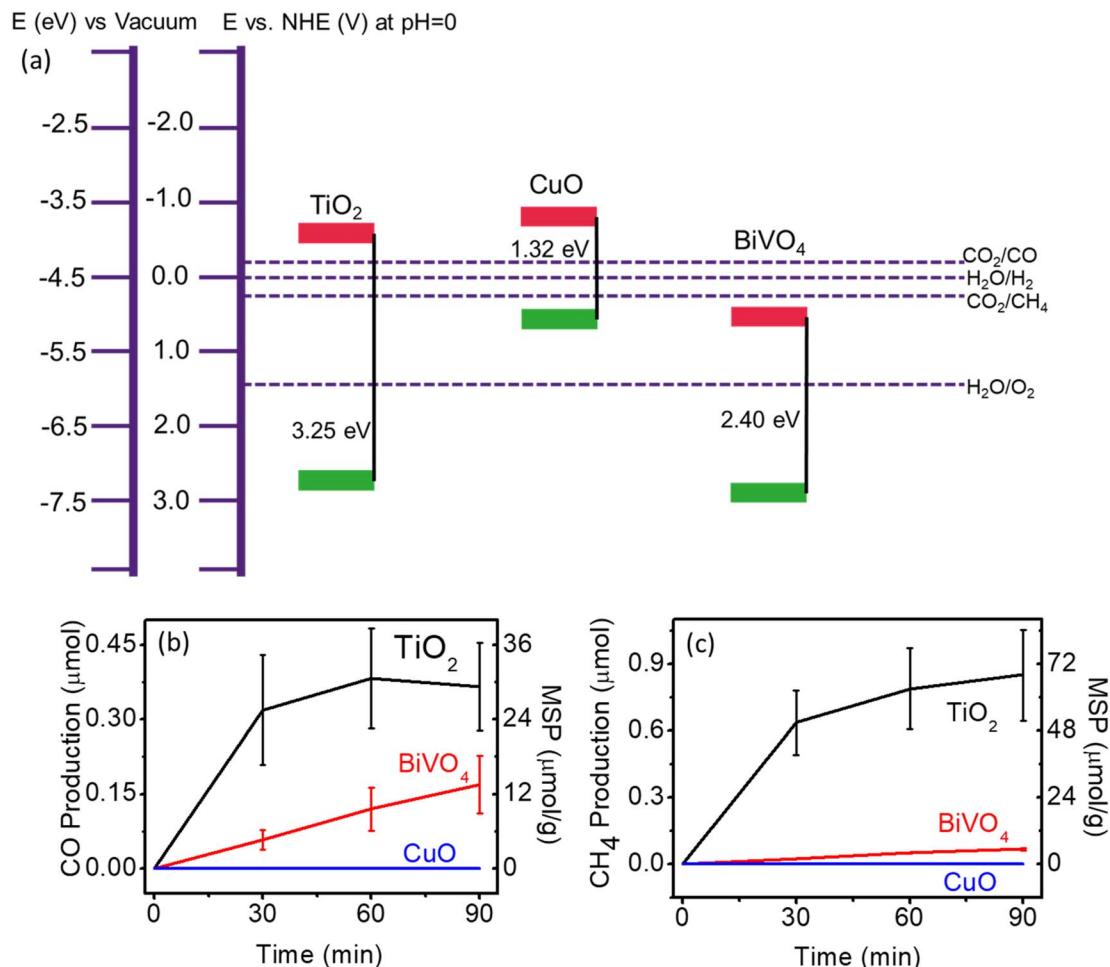 E (eV) vs Vacuum E vs. NHE (V) at pH=0
(a)
-2.5 -2.0
-3.5 -1.0
-4.5 0.0
-5.5 1.0
-6.5 2.0
-7.5 3.0
TiO₂
3.25 eV
CuO
1.32 eV
BiVO₄
2.40 eV
CO₂/CO
H₂O/H₂
CO₂/CH₄
H₂O/O₂
(b)
CO Production (μmol)
0.45
0.30
0.15
0.00
TiO₂
BiVO₄
CuO
36
24
12
0
MSP (μmol/g)
0 30 60 90
Time (min)
(c)
CH₄ Production (μmol)
0.9
0.6
0.3
0.0
TiO₂
BiVO₄
CuO
72
48
24
0
MSP (μmol/g)
0 30 60 90
Time (min)